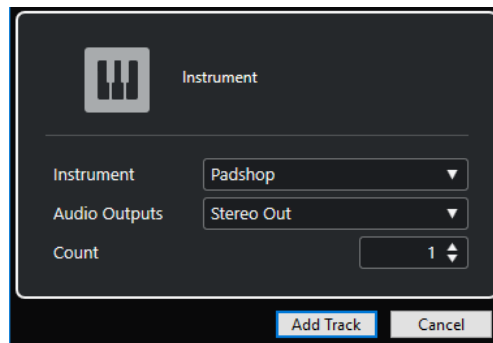 Instrument
Instrument Padshop
Audio Outputs Stereo Out
Count 1
Add Track Cancel